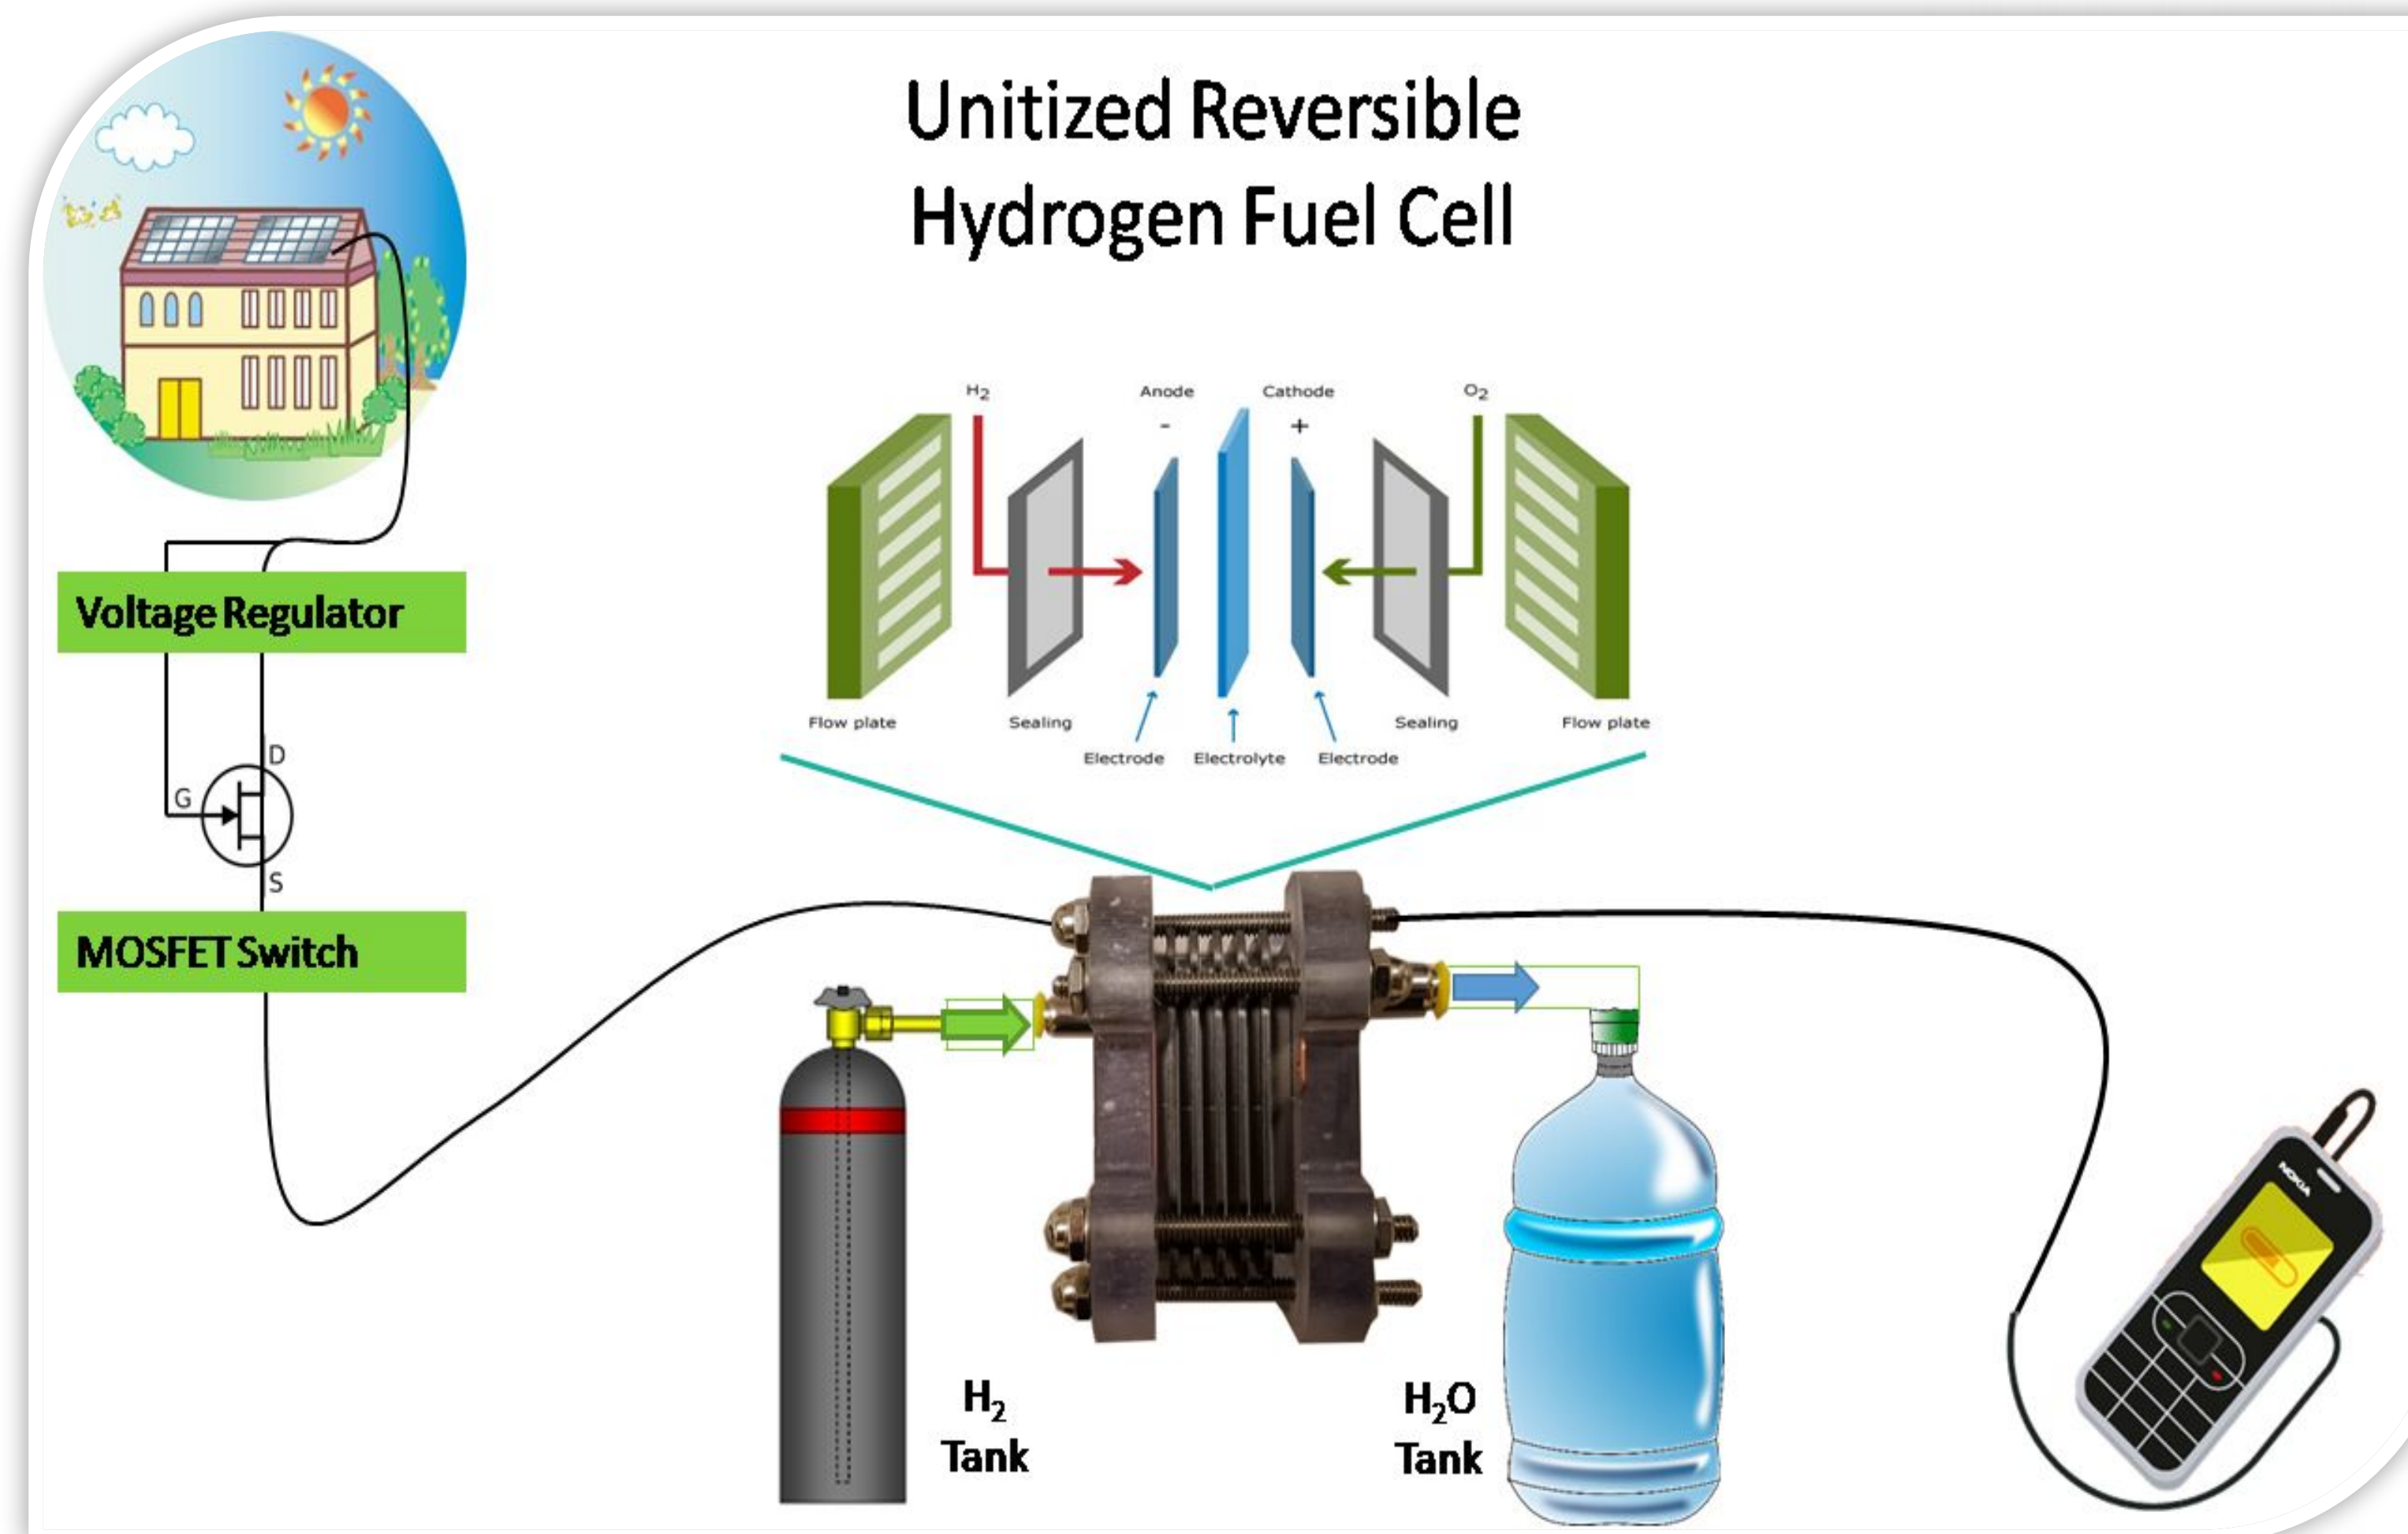 Unitized Reversible
Hydrogen Fuel Cell
H₂
Anode
Cathode
O₂
-
+
Flow plate
Sealing
Sealing
Flow plate
Electrode
Electrolyte
Electrode
Voltage Regulator
D
G
S
MOSFET Switch
H₂
Tank
H₂O
Tank
NOKIA